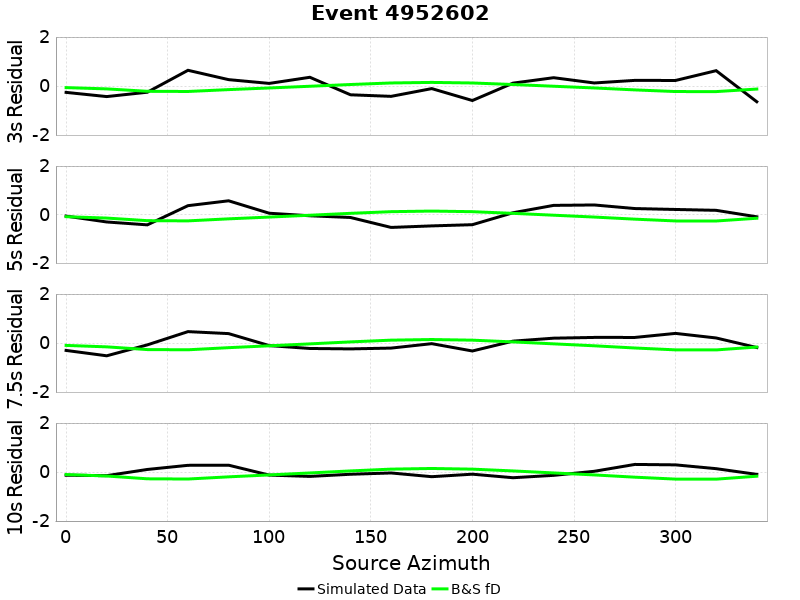 Event 4952602
3s Residual
2
0
-2
5s Residual
2
0
-2
7.5s Residual
2
0
-2
10s Residual
2
0
-2
0 50 100 150 200 250 300
Source Azimuth
Simulated Data B&S fD